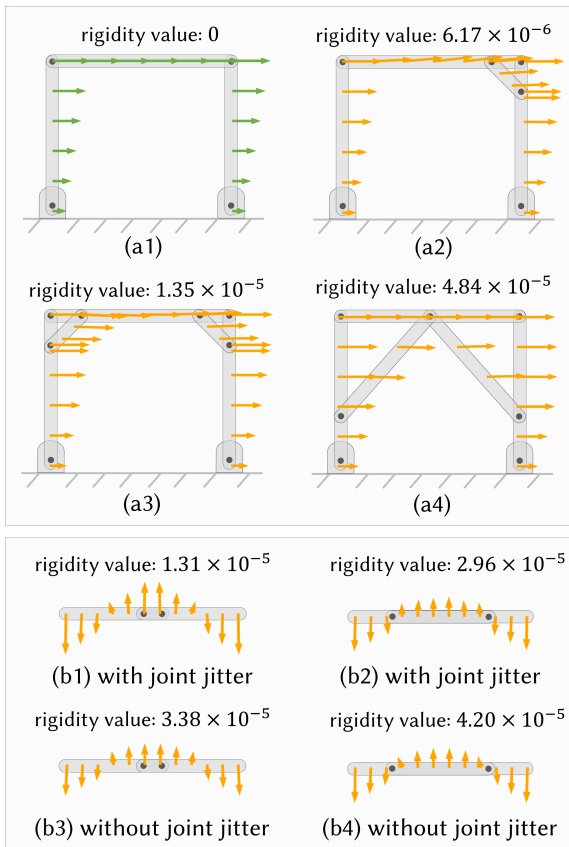 rigidity value: 0
rigidity value: 6.17 × 10⁻⁶
(a1)
(a2)
rigidity value: 1.35 × 10⁻⁵
rigidity value: 4.84 × 10⁻⁵
(a3)
(a4)
rigidity value: 1.31 × 10⁻⁵
rigidity value: 2.96 × 10⁻⁵
(b1) with joint jitter
(b2) with joint jitter
rigidity value: 3.38 × 10⁻⁵
rigidity value: 4.20 × 10⁻⁵
(b3) without joint jitter
(b4) without joint jitter